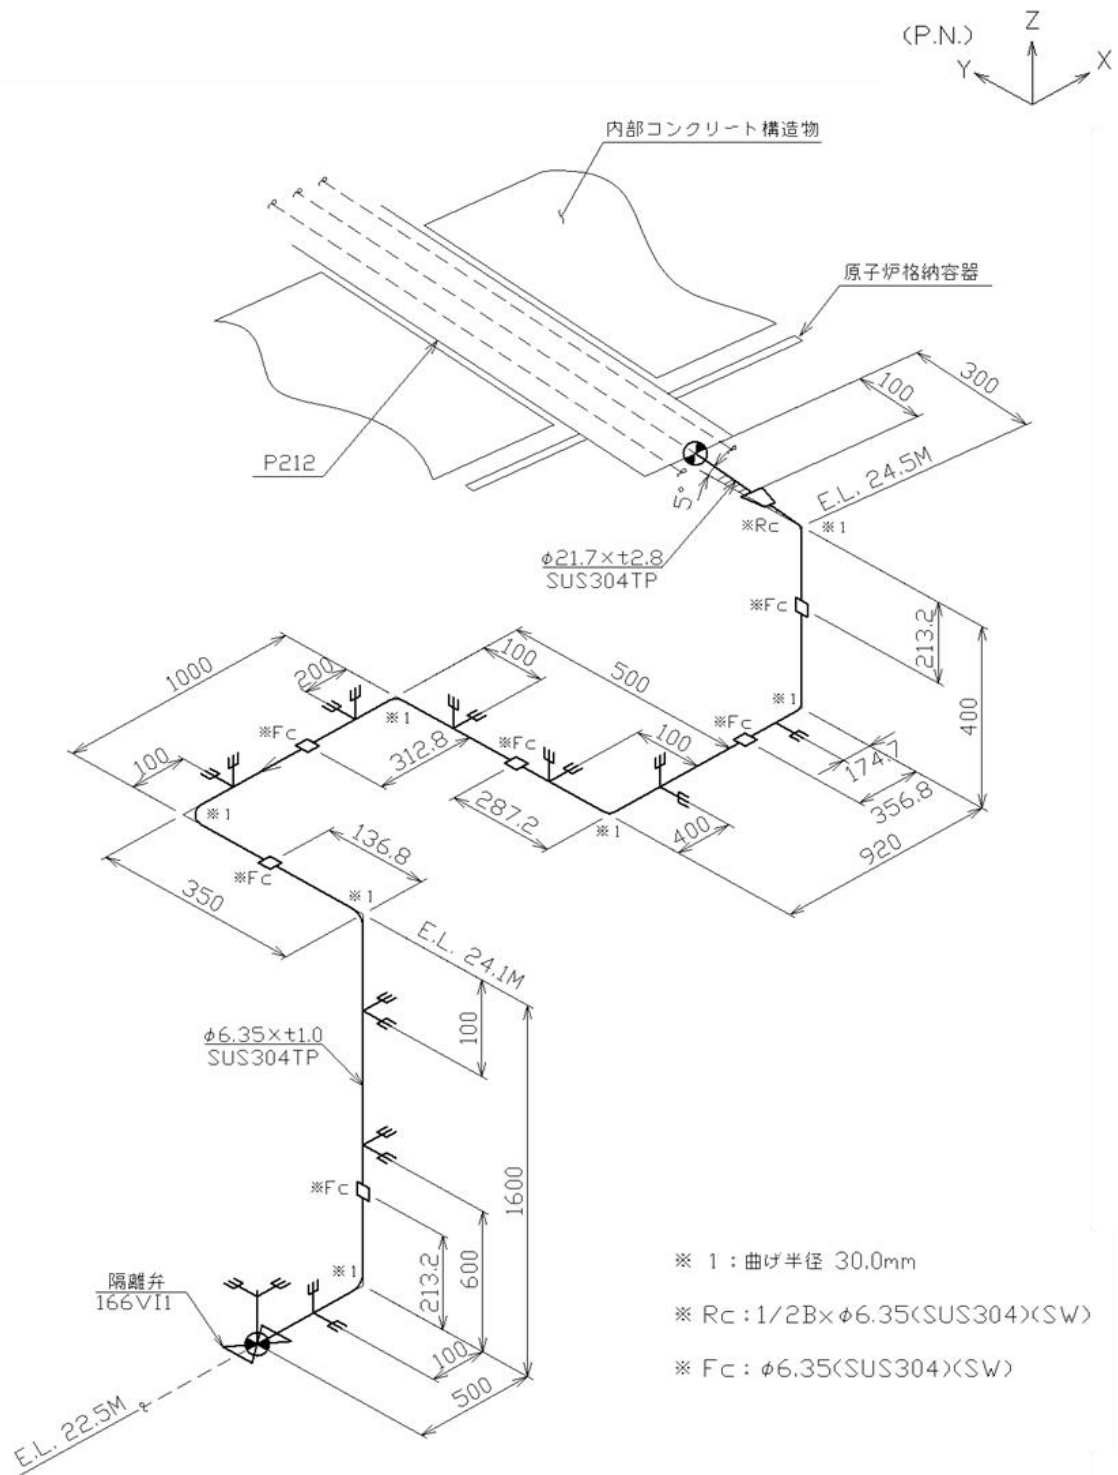 (P.N.)
Z
Y
X
内部コンクリート構造物
原子炉格納容器
P212
100
300
E.L. 24.5M
5°
※Rc
※1
φ21.7×t2.8
SUS304TP
※Fc
213.2
400
※1
1000
200
100
500
※Fc
※1
※Fc
312.8
※Fc
100
174.7
356.8
100
287.2
400
920
※1
※1
136.8
※Fc
350
※1
E.L. 24.1M
100
φ6.35×t1.0
SUS304TP
1600
※Fc
600
213.2
※1
隔離弁
166VI1
100
500
E.L. 22.5M
※ 1:曲げ半径 30.0mm
※ Rc:1/2B×φ6.35(SUS304)(SW)
※ Fc:φ6.35(SUS304)(SW)